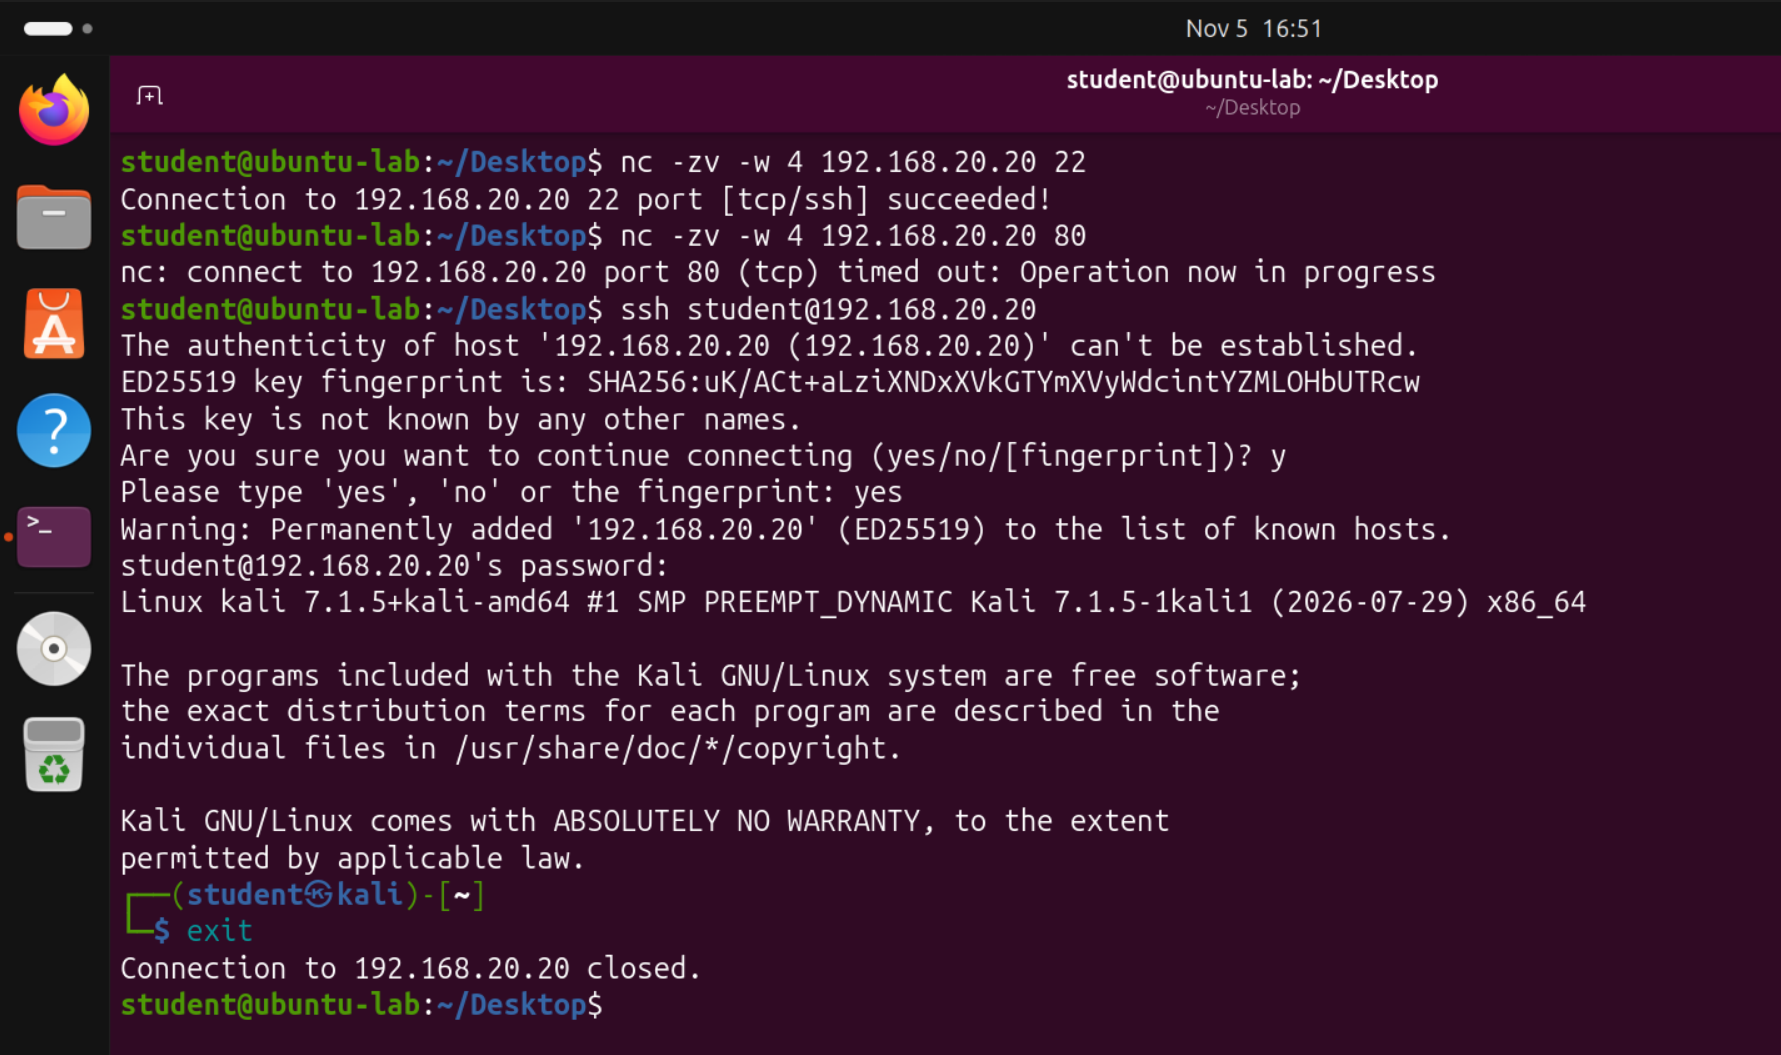 Nov 5 16:51
student@ubuntu-lab: ~/Desktop
~/Desktop
student@ubuntu-lab:~/Desktop$ nc -zv -w 4 192.168.20.20 22
Connection to 192.168.20.20 22 port [tcp/ssh] succeeded!
student@ubuntu-lab:~/Desktop$ nc -zv -w 4 192.168.20.20 80
nc: connect to 192.168.20.20 port 80 (tcp) timed out: Operation now in progress
student@ubuntu-lab:~/Desktop$ ssh student@192.168.20.20
The authenticity of host '192.168.20.20 (192.168.20.20)' can't be established.
ED25519 key fingerprint is: SHA256:uK/ACt+aLziXNDxXVkGTYmXVyWdcintYZMLOHbUTRcw
This key is not known by any other names.
Are you sure you want to continue connecting (yes/no/[fingerprint])? y
Please type 'yes', 'no' or the fingerprint: yes
Warning: Permanently added '192.168.20.20' (ED25519) to the list of known hosts.
student@192.168.20.20's password:
Linux kali 7.1.5+kali-amd64 #1 SMP PREEMPT_DYNAMIC Kali 7.1.5-1kali1 (2026-07-29) x86_64
The programs included with the Kali GNU/Linux system are free software;
the exact distribution terms for each program are described in the
individual files in /usr/share/doc/*/copyright.
Kali GNU/Linux comes with ABSOLUTELY NO WARRANTY, to the extent
permitted by applicable law.
┌──(student㉿kali)-[~]
└─$ exit
Connection to 192.168.20.20 closed.
student@ubuntu-lab:~/Desktop$